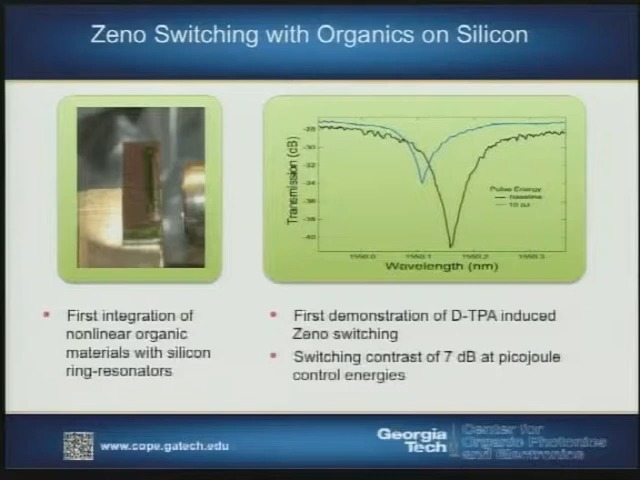 Zeno Switching with Organics on Silicon
Transmission (dB)
Pulse Energy
baseline
Wavelength (nm)
First integration of
nonlinear organic
materials with silicon
ring-resonators
First demonstration of D-TPA induced
Zeno switching
Switching contrast of 7 dB at picojoule
control energies
www.cope.gatech.edu
Georgia
Tech
Center for
Organic Photonics
and Electronics